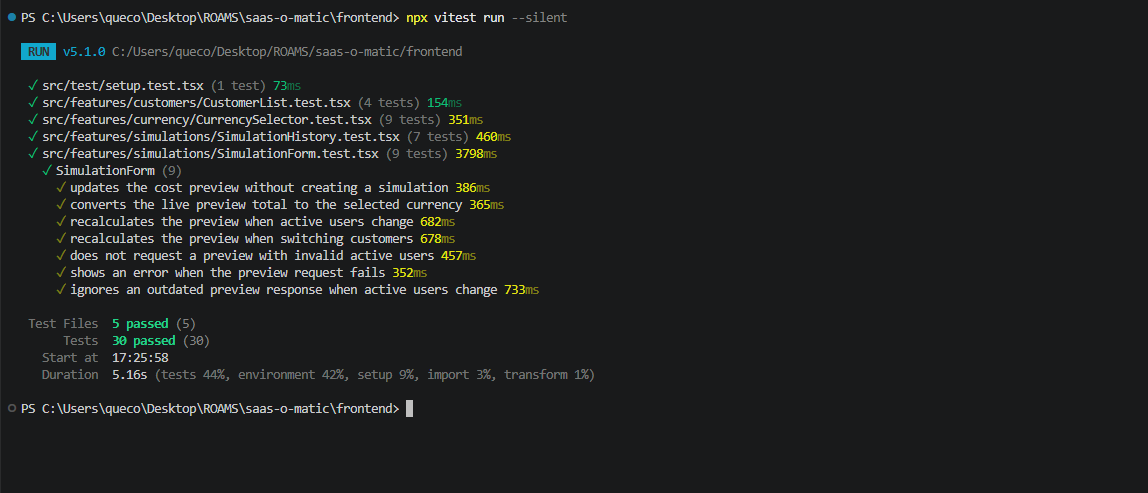 PS C:\Users\queco\Desktop\ROAMS\saas-o-matic\frontend> npx vitest run --silent
RUN v5.1.0 C:/Users/queco/Desktop/ROAMS/saas-o-matic/frontend
✓ src/test/setup.test.tsx (1 test) 73ms
✓ src/features/customers/CustomerList.test.tsx (4 tests) 154ms
✓ src/features/currency/CurrencySelector.test.tsx (9 tests) 351ms
✓ src/features/simulations/SimulationHistory.test.tsx (7 tests) 460ms
✓ src/features/simulations/SimulationForm.test.tsx (9 tests) 3798ms
✓ SimulationForm (9)
✓ updates the cost preview without creating a simulation 386ms
✓ converts the live preview total to the selected currency 365ms
✓ recalculates the preview when active users change 682ms
✓ recalculates the preview when switching customers 678ms
✓ does not request a preview with invalid active users 457ms
✓ shows an error when the preview request fails 352ms
✓ ignores an outdated preview response when active users change 733ms
Test Files 5 passed (5)
Tests 30 passed (30)
Start at 17:25:58
Duration 5.16s (tests 44%, environment 42%, setup 9%, import 3%, transform 1%)
PS C:\Users\queco\Desktop\ROAMS\saas-o-matic\frontend>